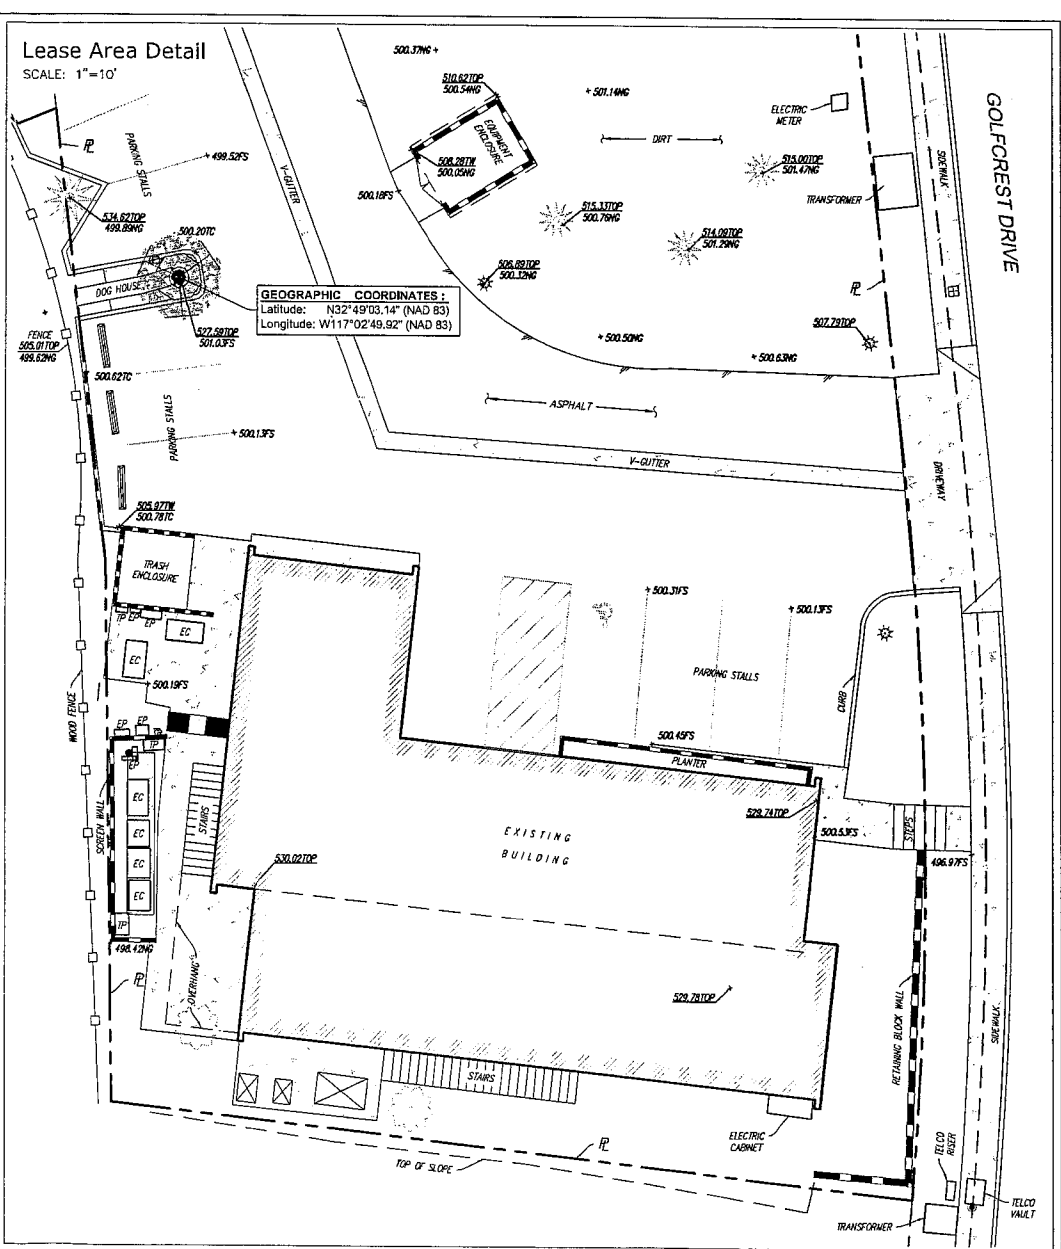 Lease Area Detail
SCALE: 1"=10'
500.37NG
510.62TOP
500.54NG
501.14NG
ELECTRIC
METER
GOLFCREST DRIVE
SIDEWALK
PL
PARKING STALLS
499.52FS
V-GUTTER
EQUIPMENT
ENCLOSURE
508.28TW
500.05NG
500.18FS
DIRT
515.00TOP
501.47NG
TRANSFORMER
534.62TOP
499.89NG
500.20TC
515.33TOP
500.76NG
514.09TOP
501.29NG
DOG HOUSE
506.89TOP
500.32NG
PL
GEOGRAPHIC COORDINATES :
Latitude: N32°49'03.14" (NAD 83)
Longitude: W117°02'49.92" (NAD 83)
FENCE
505.01TOP
499.62NG
527.59TOP
501.03FS
507.79TOP
500.50NG
500.63NG
500.62TC
ASPHALT
PARKING STALLS
500.13FS
V-GUTTER
DRIVEWAY
505.97TW
500.78TC
TRASH
ENCLOSURE
TP
EP
EP
EC
EC
500.31FS
500.13FS
PARKING STALLS
CURB
500.19FS
WOOD FENCE
EP
EP
TP
EP
500.45FS
PLANTER
SCREEN WALL
EC
EC
EC
EC
TP
STAIRS
529.74TOP
500.53FS
STEPS
EXISTING
BUILDING
530.02TOP
496.97FS
498.42NG
OVERHANG
PL
529.78TOP
RETAINING BLOCK WALL
SIDEWALK
STAIRS
ELECTRIC
CABINET
PL
TOP OF SLOPE
TELCO
RISER
TELCO
VAULT
TRANSFORMER